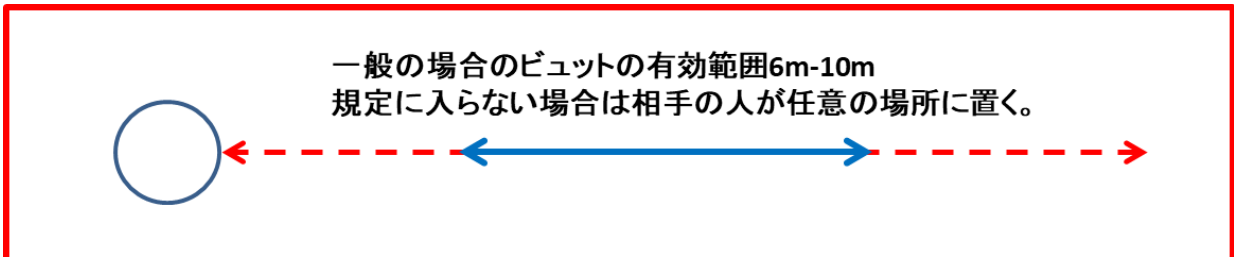 一般の場合のビュットの有効範囲6m-10m
規定に入らない場合は相手の人が任意の場所に置く。